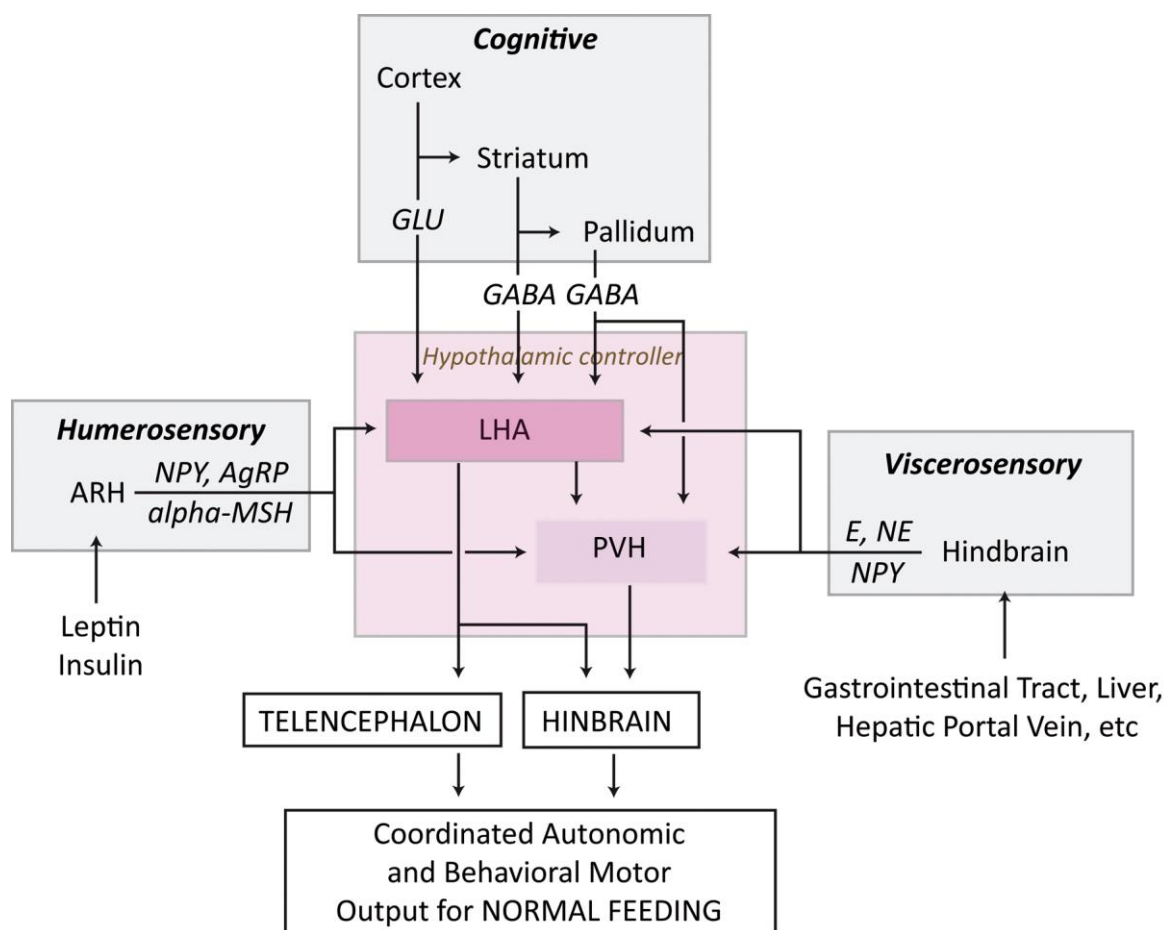 Cognitive
Cortex
Striatum
GLU
Pallidum
GABA GABA
Hypothalamic controller
LHA
PVH
Humerosensory
ARH
NPY, AgRP
alpha-MSH
Leptin
Insulin
Viscerosensory
E, NE
NPY
Hindbrain
Gastrointestinal Tract, Liver,
Hepatic Portal Vein, etc
TELENCEPHALON
HINBRAIN
Coordinated Autonomic
and Behavioral Motor
Output for NORMAL FEEDING